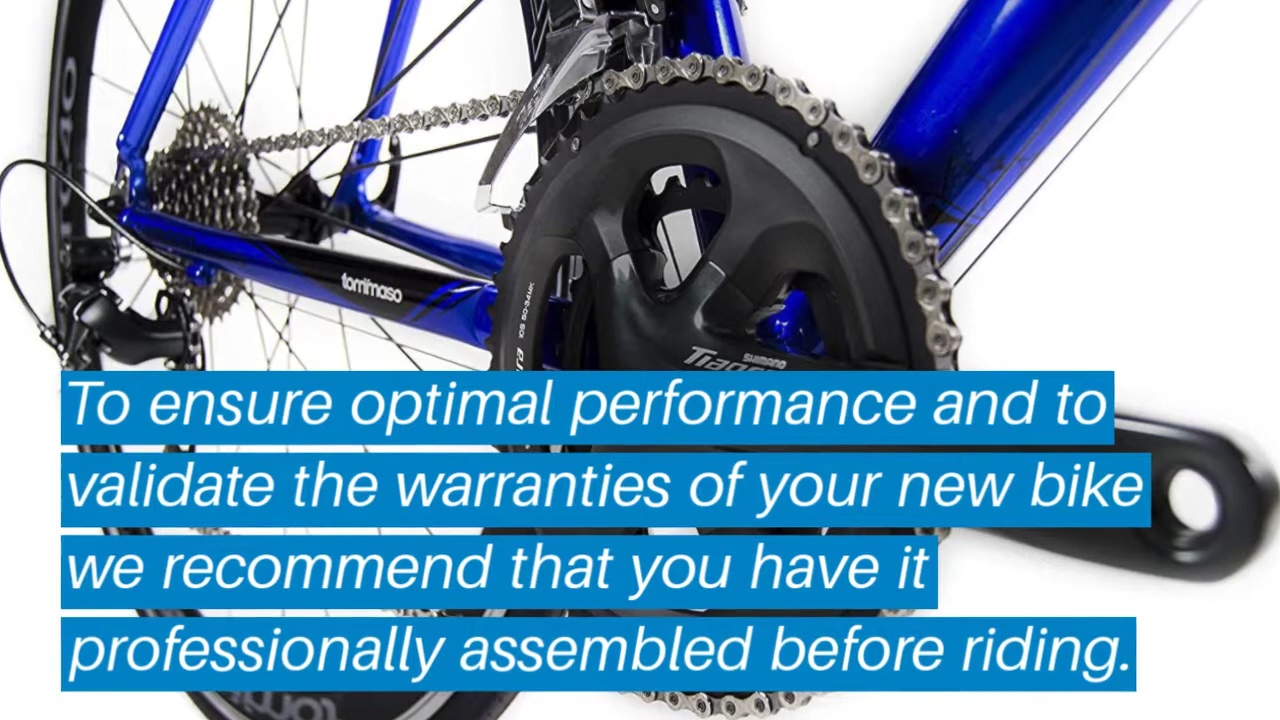 tommaso
SHIMANO
Tiagra
To ensure optimal performance and to
validate the warranties of your new bike
we recommend that you have it
professionally assembled before riding.